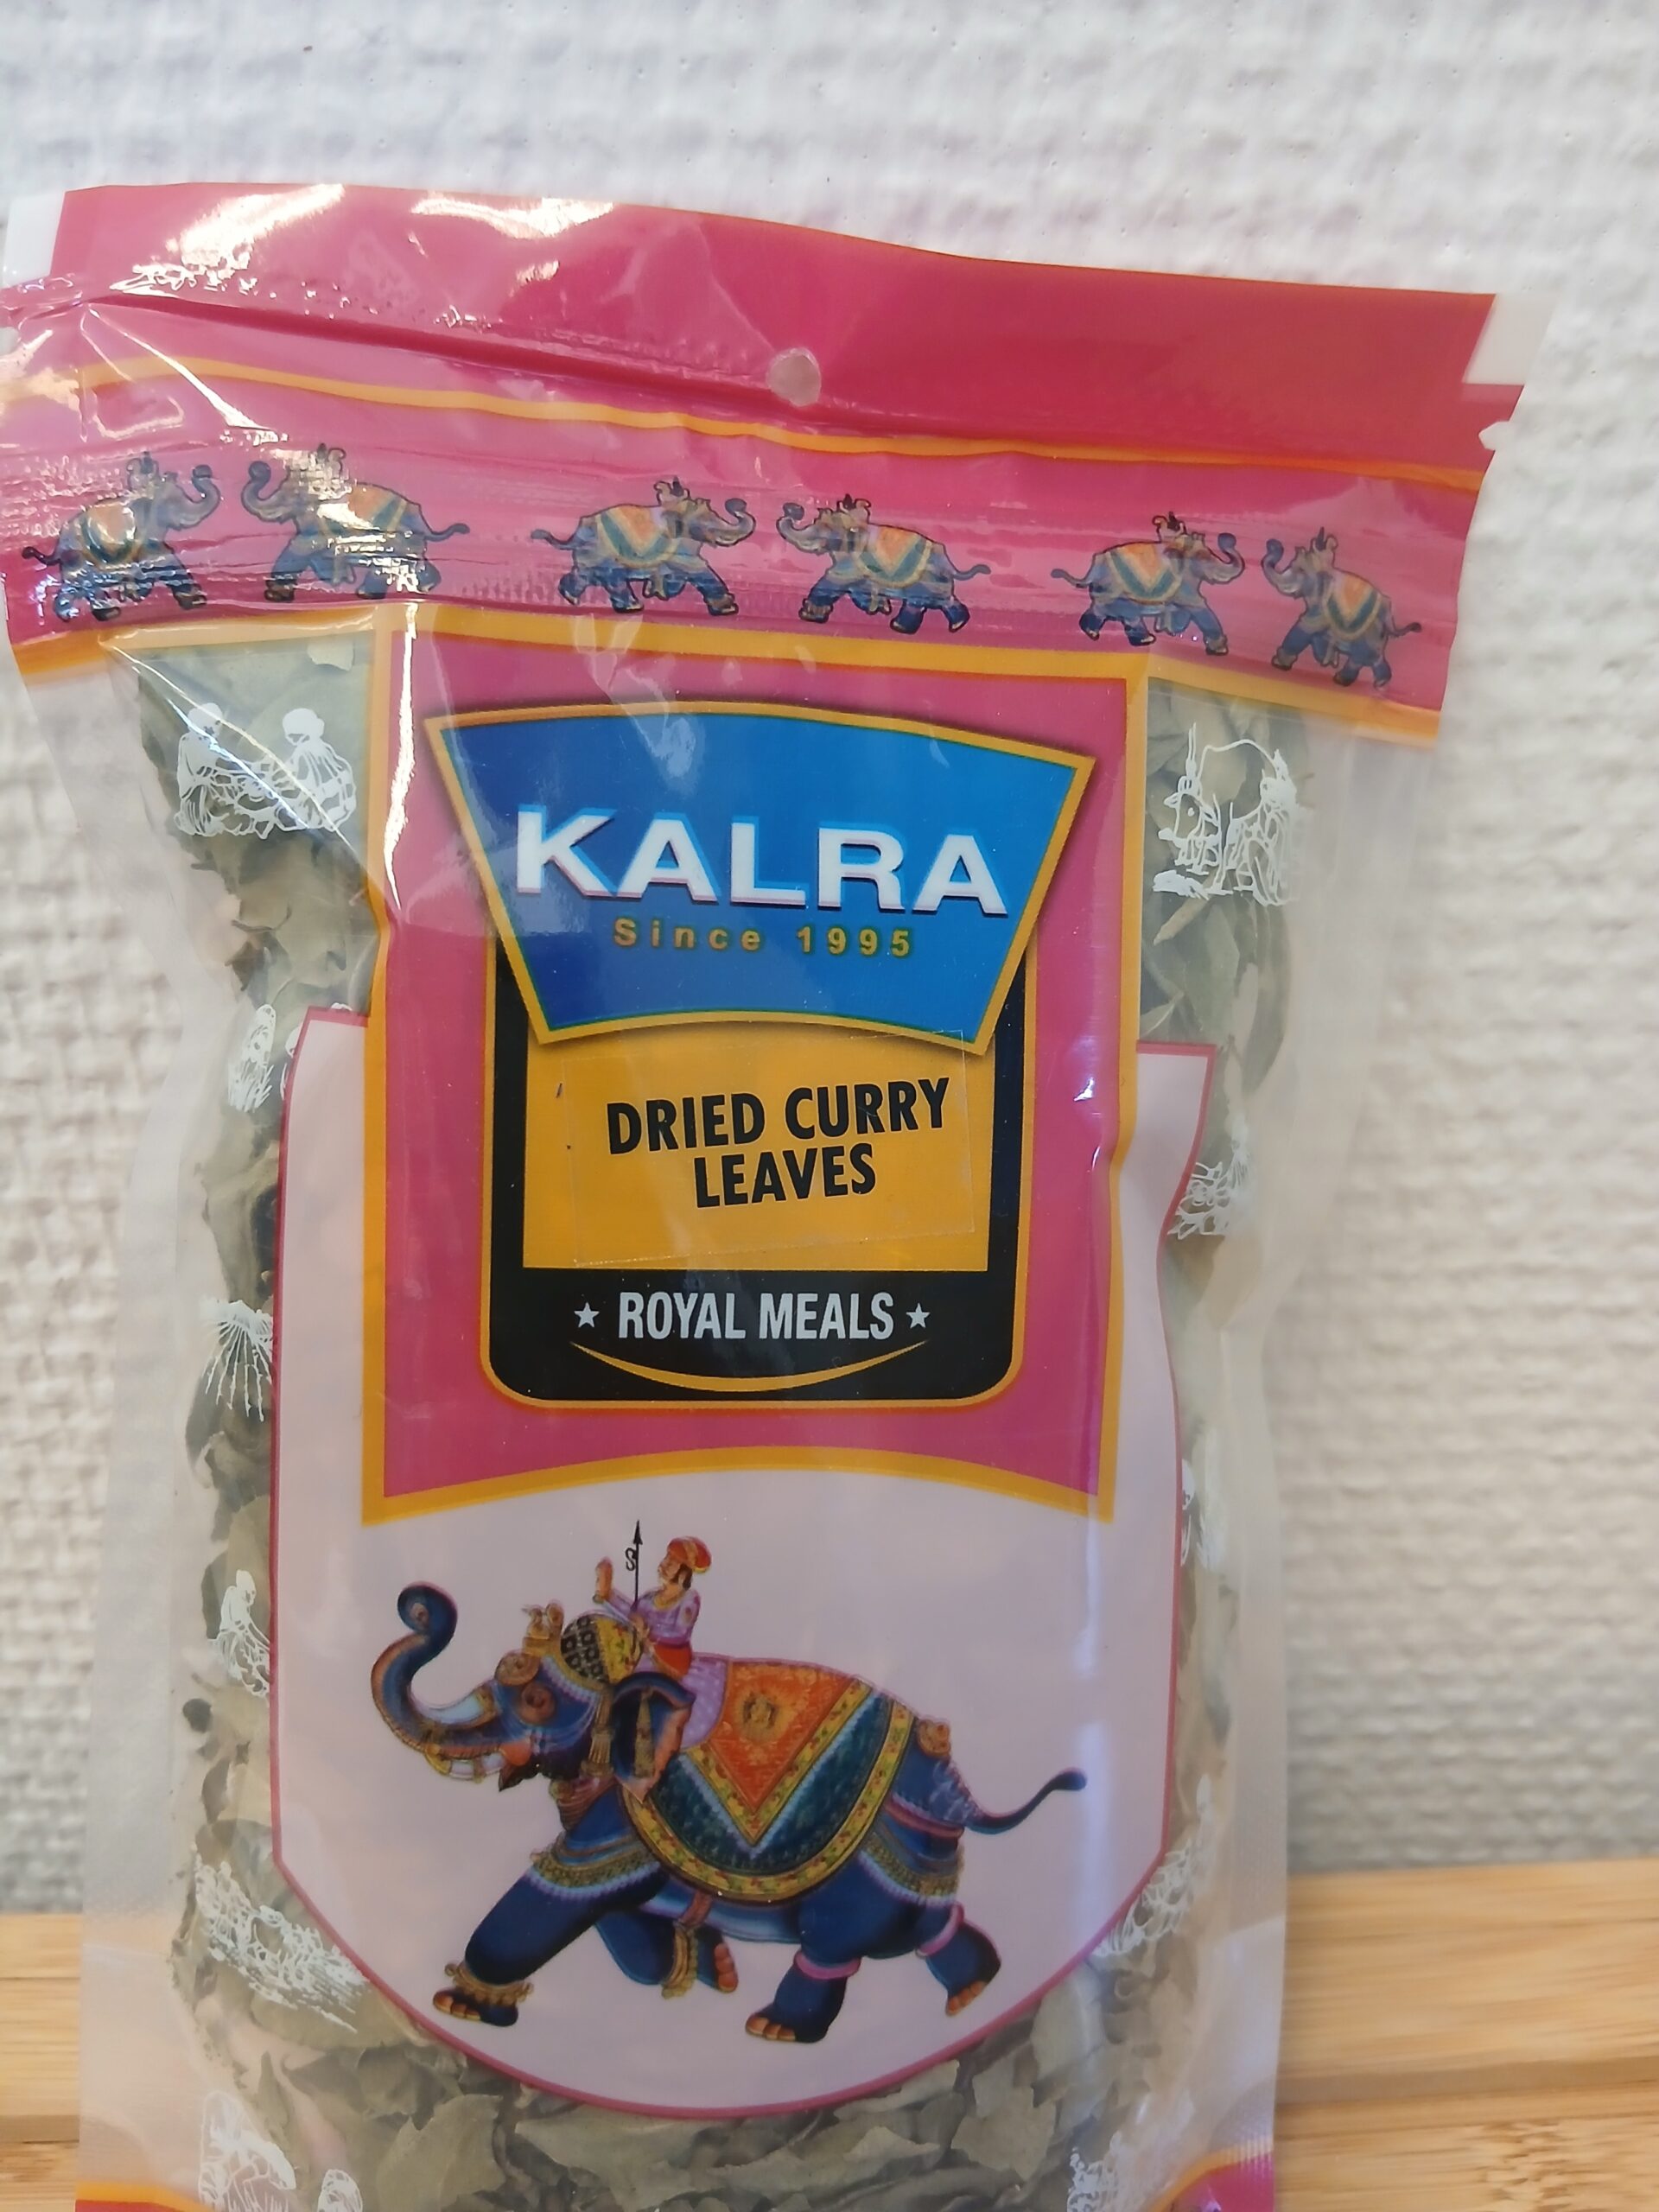 KALRA
Since 1995
DRIED CURRY
LEAVES
ROYAL MEALS